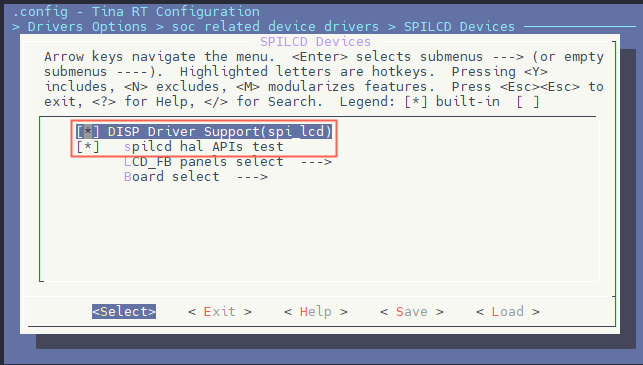 .config - Tina RT Configuration
> Drivers Options > soc related device drivers > SPILCD Devices
SPILCD Devices
Arrow keys navigate the menu.  <Enter> selects submenus ---> (or empty
submenus ----).  Highlighted letters are hotkeys.  Pressing <Y>
includes, <N> excludes, <M> modularizes features.  Press <Esc><Esc> to
exit, <?> for Help, </> for Search.  Legend: [*] built-in  [ ]
[*] DISP Driver Support(spi_lcd)
[*]   spilcd hal APIs test
LCD_FB panels select  --->
Board select  --->
<Select>    < Exit >    < Help >    < Save >    < Load >